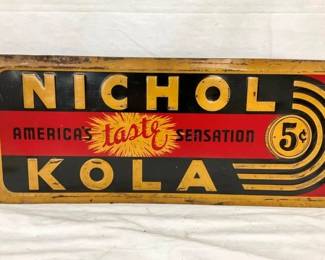 NICHOL
AMERICA'S taste SENSATION 5¢
KOLA